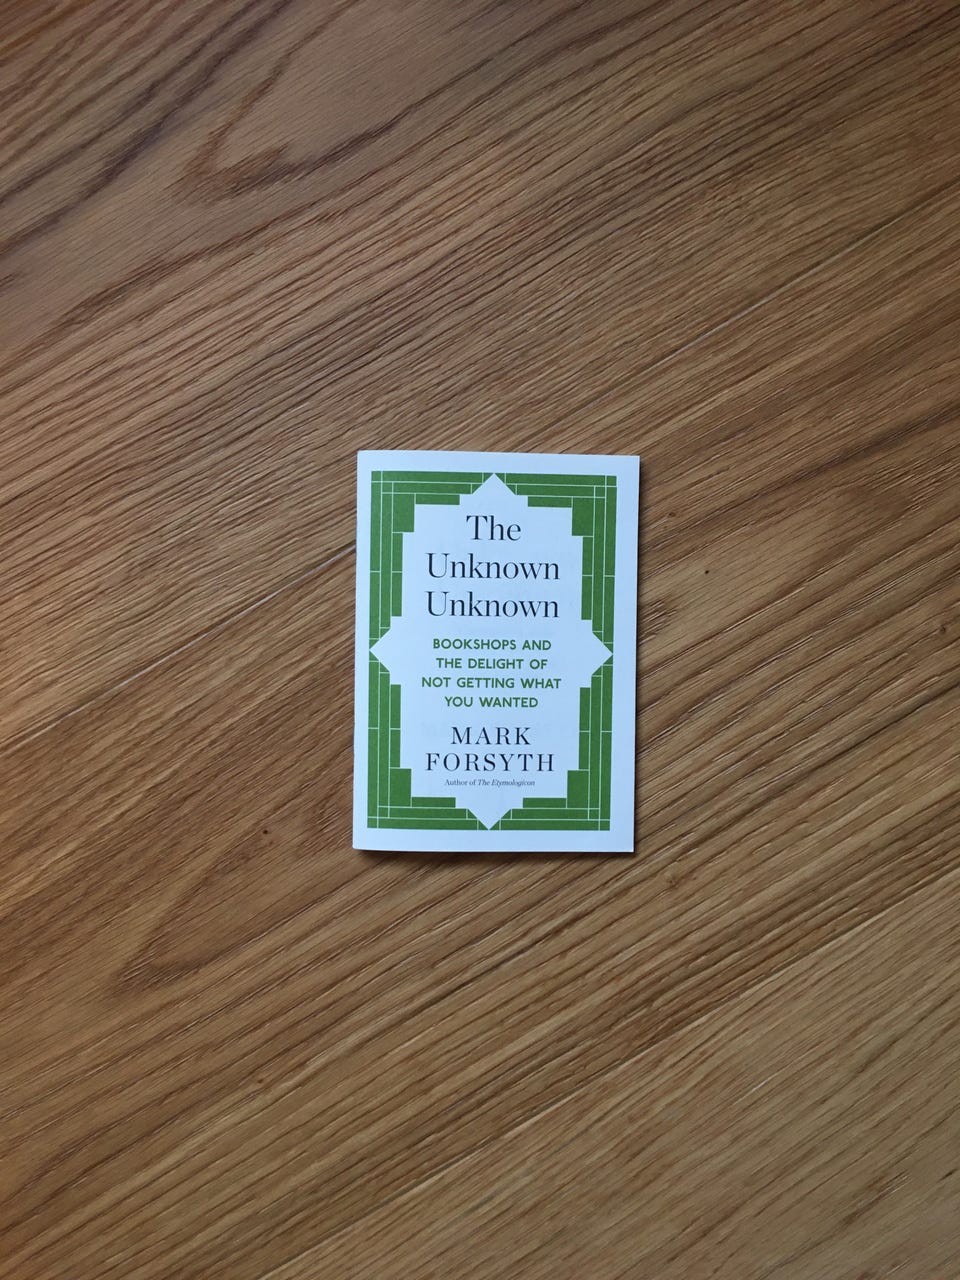 The
Unknown
Unknown
BOOKSHOPS AND
THE DELIGHT OF
NOT GETTING WHAT
YOU WANTED
MARK
FORSYTH
Author of The Etymologicon